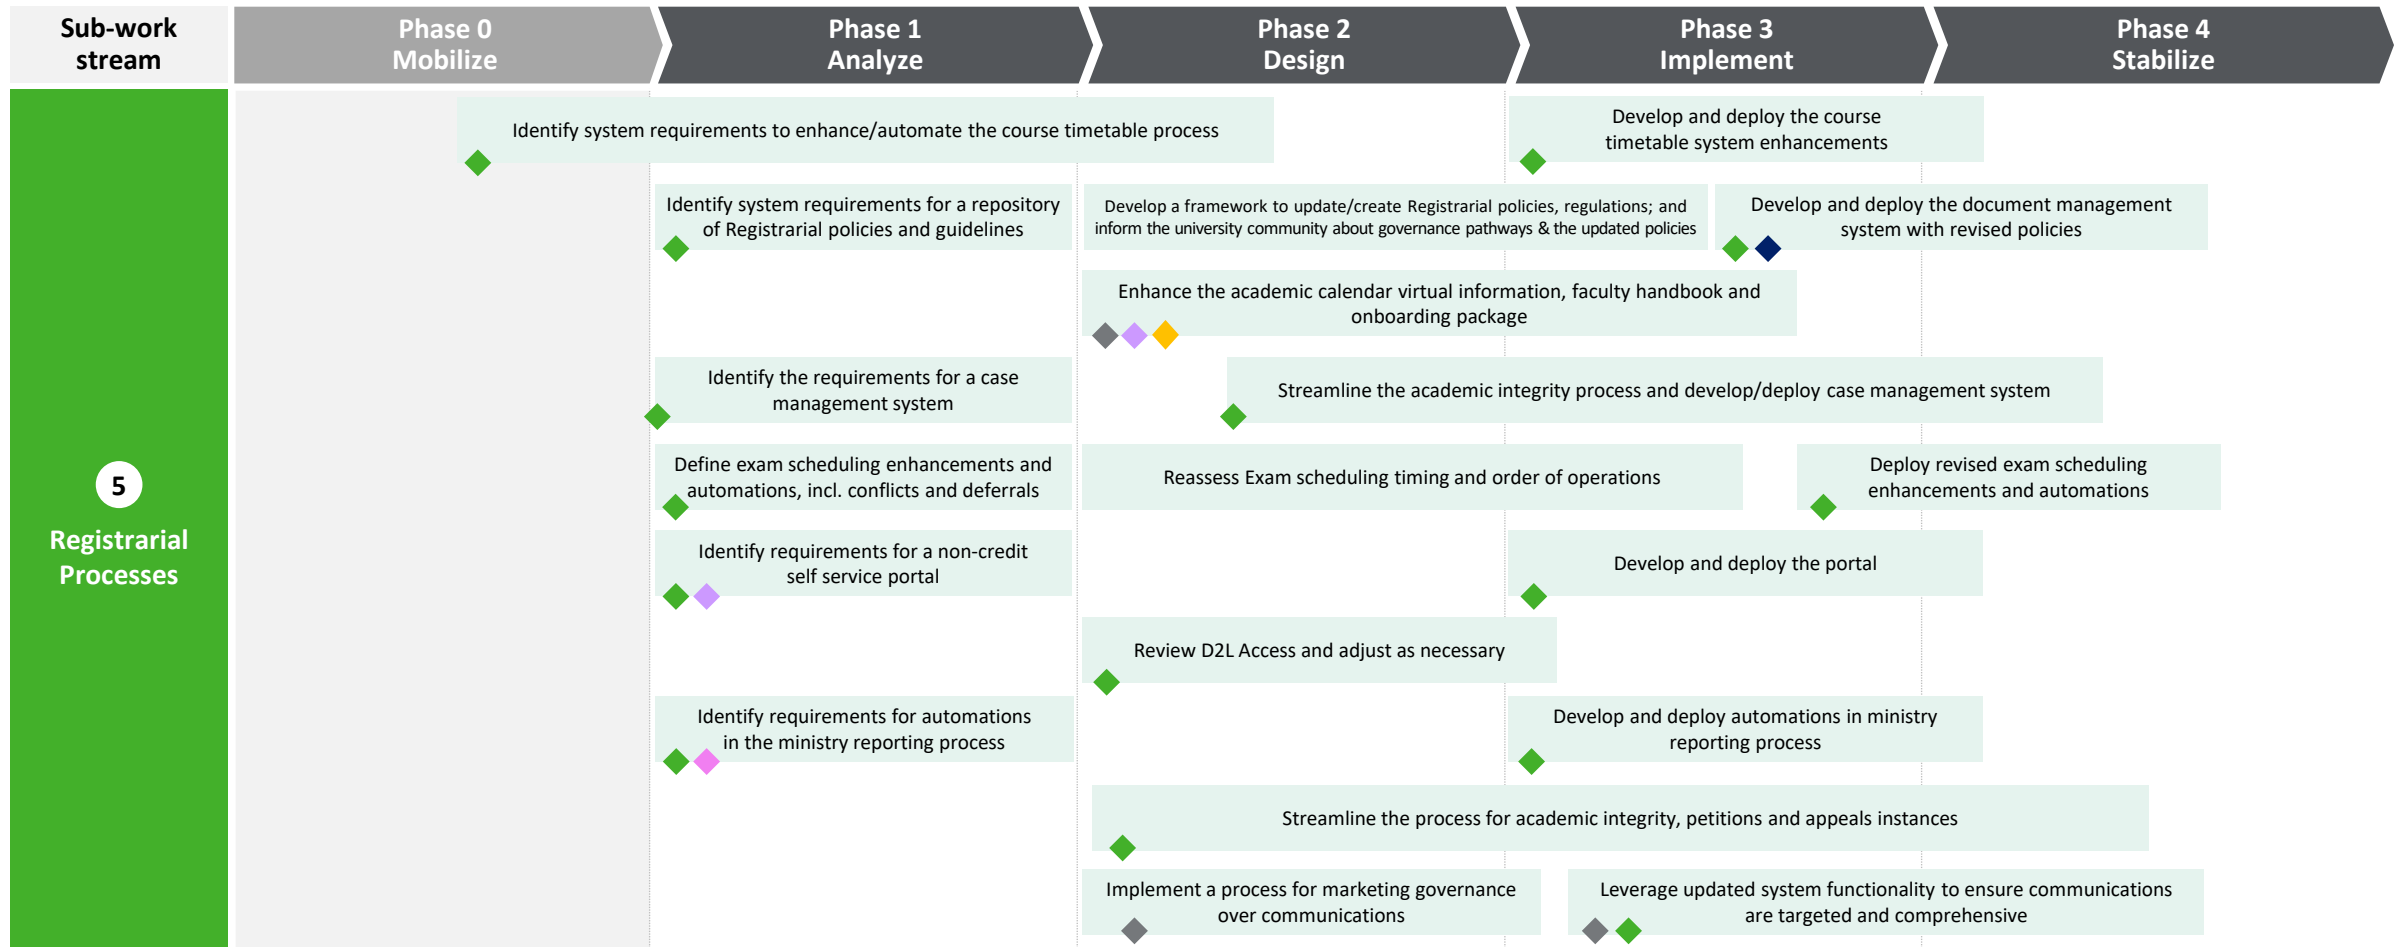 Sub-work
stream
Phase 0
Mobilize
Phase 1
Analyze
Phase 2
Design
Phase 3
Implement
Phase 4
Stabilize
5
Registrarial
Processes
Identify system requirements to enhance/automate the course timetable process
Develop and deploy the course
timetable system enhancements
Identify system requirements for a repository
of Registrarial policies and guidelines
Develop a framework to update/create Registrarial policies, regulations; and
inform the university community about governance pathways & the updated policies
Develop and deploy the document management
system with revised policies
Enhance the academic calendar virtual information, faculty handbook and
onboarding package
Identify the requirements for a case
management system
Streamline the academic integrity process and develop/deploy case management system
Define exam scheduling enhancements and
automations, incl. conflicts and deferrals
Reassess Exam scheduling timing and order of operations
Deploy revised exam scheduling
enhancements and automations
Identify requirements for a non-credit
self service portal
Develop and deploy the portal
Review D2L Access and adjust as necessary
Identify requirements for automations
in the ministry reporting process
Develop and deploy automations in ministry
reporting process
Streamline the process for academic integrity, petitions and appeals instances
Implement a process for marketing governance
over communications
Leverage updated system functionality to ensure communications
are targeted and comprehensive